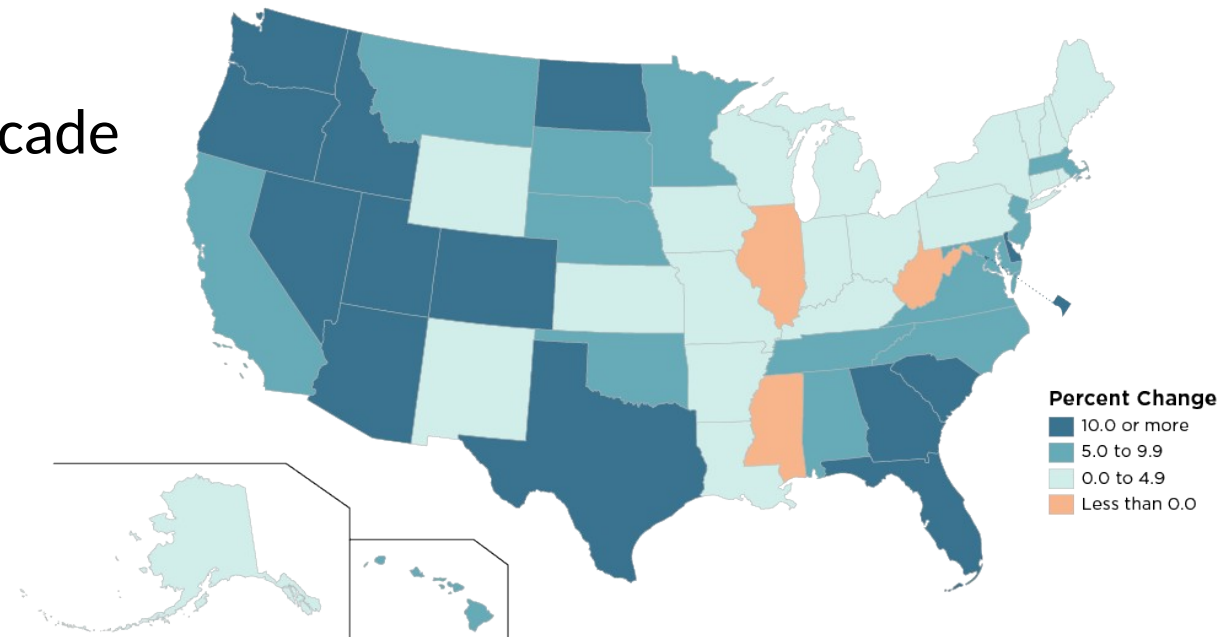 cade
Percent Change
10.0 or more
5.0 to 9.9
0.0 to 4.9
Less than 0.0